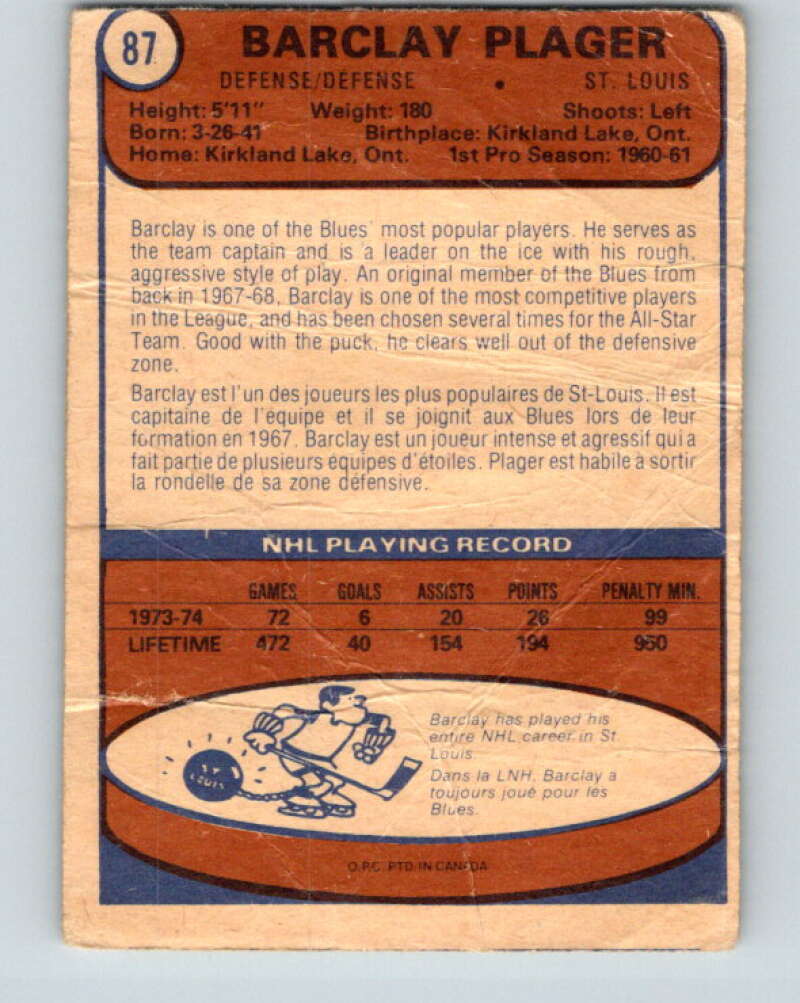 87
BARCLAY PLAGER
DEFENSE/DÉFENSE • ST. LOUIS
Height: 5'11" Weight: 180 Shoots: Left
Born: 3-26-41 Birthplace: Kirkland Lake, Ont.
Home: Kirkland Lake, Ont. 1st Pro Season: 1960-61
Barclay is one of the Blues' most popular players. He serves as
the team captain and is a leader on the ice with his rough,
aggressive style of play. An original member of the Blues from
back in 1967-68, Barclay is one of the most competitive players
in the League, and has been chosen several times for the All-Star
Team. Good with the puck, he clears well out of the defensive
zone.
Barclay est l'un des joueurs les plus populaires de St-Louis. Il est
capitaine de l'équipe et il se joignit aux Blues lors de leur
formation en 1967. Barclay est un joueur intense et agressif qui a
fait partie de plusieurs équipes d'étoiles. Plager est habile à sortir
la rondelle de sa zone défensive.
NHL PLAYING RECORD
GAMES GOALS ASSISTS POINTS PENALTY MIN.
1973-74 72 6 20 26 99
LIFETIME 472 40 154 194 950
Barclay has played his
entire NHL career in St.
Louis.
Dans la LNH, Barclay a
toujours joué pour les
Blues.
ST.
LOUIS
O.P.C. PTD. IN CANADA